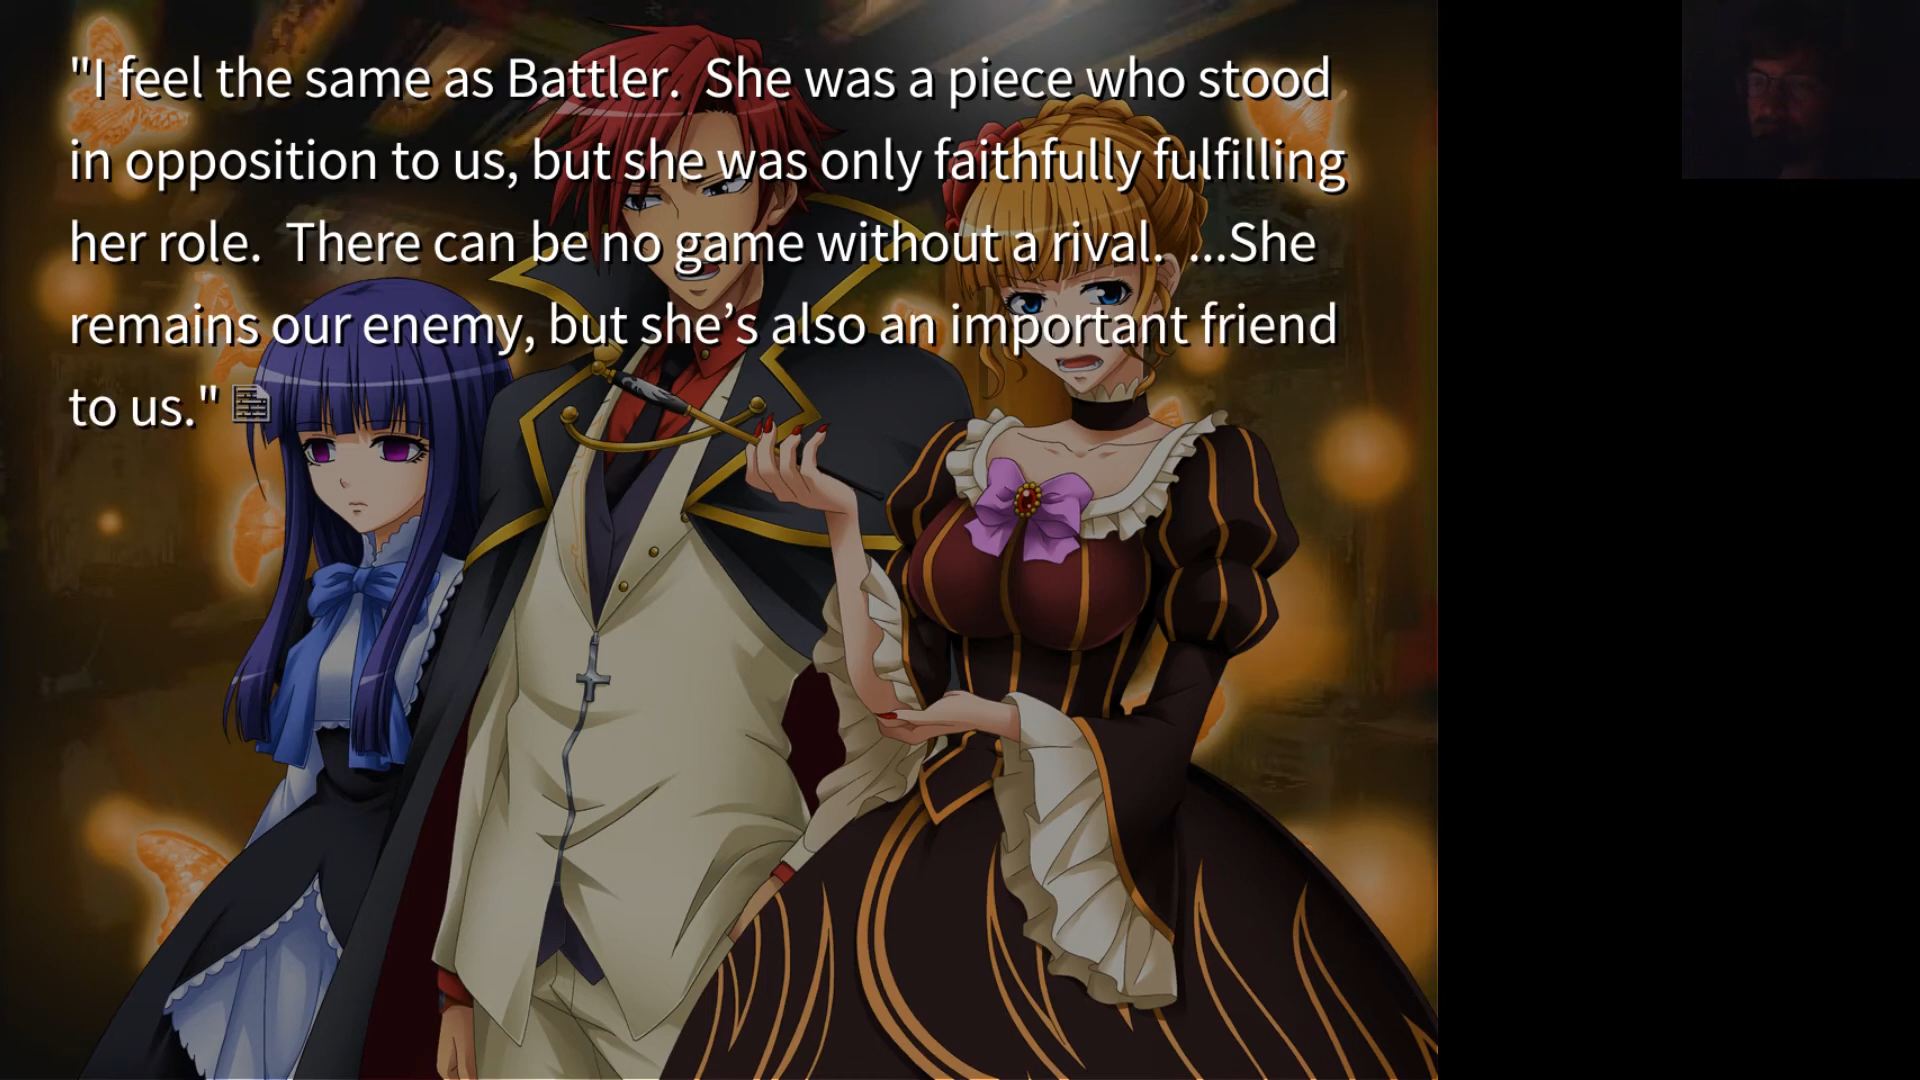 "I feel the same as Battler.  She was a piece who stood
in opposition to us, but she was only faithfully fulfilling
her role.  There can be no game without a rival.  ...She
remains our enemy, but she’s also an important friend
to us."